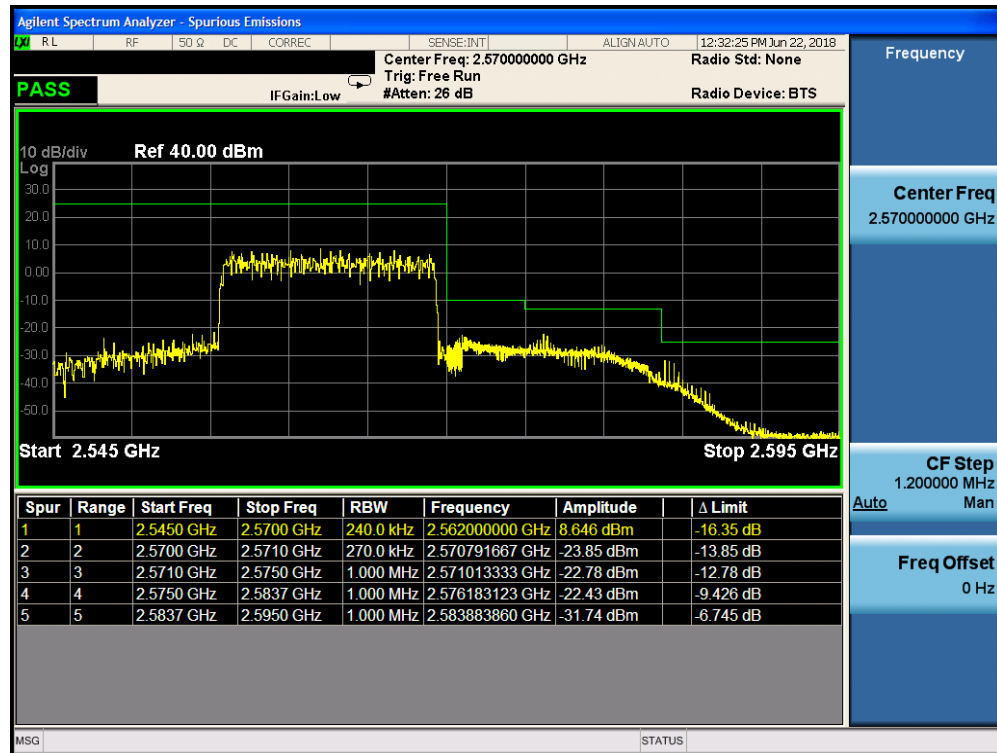 Agilent Spectrum Analyzer - Spurious Emissions
LXI RL RF 50 Ω DC CORREC SENSE:INT ALIGN AUTO 12:32:25 PM Jun 22, 2018
Center Freq: 2.570000000 GHz Radio Std: None
Trig: Free Run
PASS IFGain:Low #Atten: 26 dB Radio Device: BTS
10 dB/div Ref 40.00 dBm
Log
30.0
20.0
10.0
0.00
-10.0
-20.0
-30.0
-40.0
-50.0
Start 2.545 GHz Stop 2.595 GHz
Spur Range Start Freq Stop Freq RBW Frequency Amplitude Δ Limit
1 1 2.5450 GHz 2.5700 GHz 240.0 kHz 2.562000000 GHz 8.646 dBm -16.35 dB
2 2 2.5700 GHz 2.5710 GHz 270.0 kHz 2.570791667 GHz -23.85 dBm -13.85 dB
3 3 2.5710 GHz 2.5750 GHz 1.000 MHz 2.571013333 GHz -22.78 dBm -12.78 dB
4 4 2.5750 GHz 2.5837 GHz 1.000 MHz 2.576183123 GHz -22.43 dBm -9.426 dB
5 5 2.5837 GHz 2.5950 GHz 1.000 MHz 2.583883860 GHz -31.74 dBm -6.745 dB
MSG STATUS
Frequency
Center Freq
2.570000000 GHz
CF Step
1.200000 MHz
Auto Man
Freq Offset
0 Hz